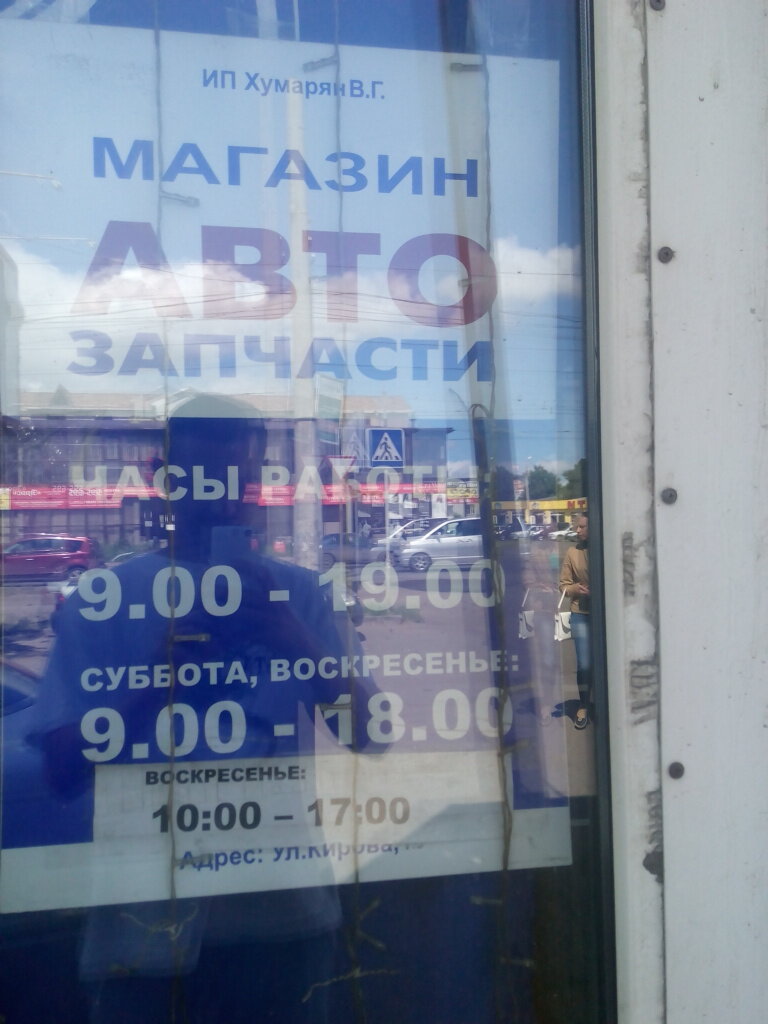 ИП Хумарян В.Г.
МАГАЗИН
АВТО
ЗАПЧАСТИ
ЧАСЫ РАБОТЫ:
9.00 - 19.00
СУББОТА, ВОСКРЕСЕНЬЕ:
9.00 - 18.00
ВОСКРЕСЕНЬЕ:
10:00 – 17:00
Адрес: ул.Кирова,